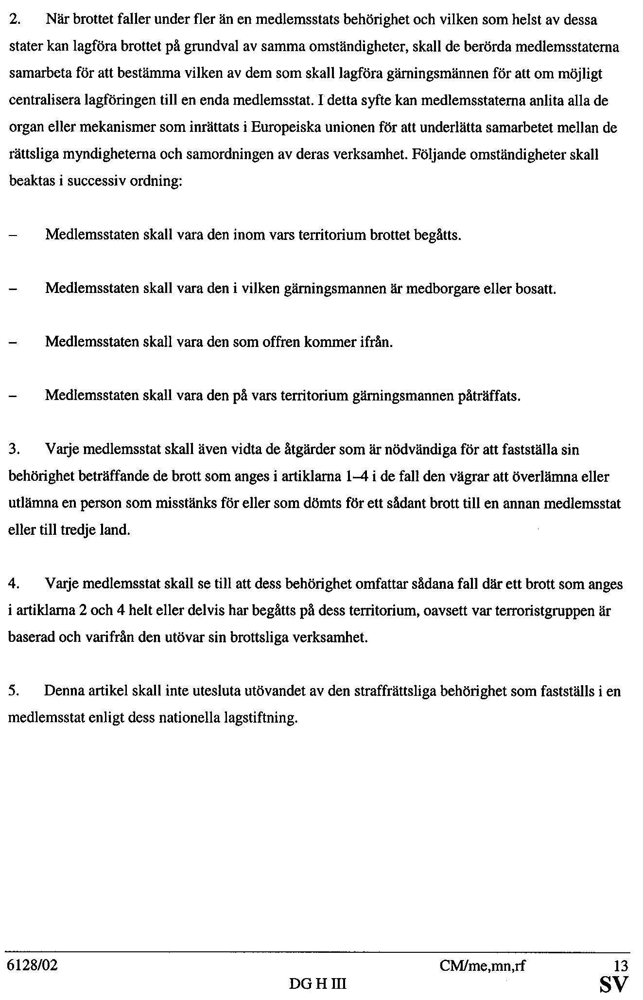 2. När brottet faller under fler än en medlemsstats behörighet och vilken som helst av dessa
stater kan lagföra brottet på grundval av samma omständigheter, skall de berörda medlemsstaterna
samarbeta för att bestämma vilken av dem som skall lagföra gärningsmännen för att om möjligt
centralisera lagföringen till en enda medlemsstat. I detta syfte kan medlemsstaterna anlita alla de
organ eller mekanismer som inrättats i Europeiska unionen för att underlätta samarbetet mellan de
rättsliga myndigheterna och samordningen av deras verksamhet. Följande omständigheter skall
beaktas i successiv ordning:
– Medlemsstaten skall vara den inom vars territorium brottet begåtts.
– Medlemsstaten skall vara den i vilken gärningsmannen är medborgare eller bosatt.
– Medlemsstaten skall vara den som offren kommer ifrån.
– Medlemsstaten skall vara den på vars territorium gärningsmannen påträffats.
3. Varje medlemsstat skall även vidta de åtgärder som är nödvändiga för att fastställa sin
behörighet beträffande de brott som anges i artiklarna 1–4 i de fall den vägrar att överlämna eller
utlämna en person som misstänks för eller som dömts för ett sådant brott till en annan medlemsstat
eller till tredje land.
4. Varje medlemsstat skall se till att dess behörighet omfattar sådana fall där ett brott som anges
i artiklarna 2 och 4 helt eller delvis har begåtts på dess territorium, oavsett var terroristgruppen är
baserad och varifrån den utövar sin brottsliga verksamhet.
5. Denna artikel skall inte utesluta utövandet av den straffrättsliga behörighet som fastställs i en
medlemsstat enligt dess nationella lagstiftning.
6128/02 CM/me,mn,rf 13
DG H III SV